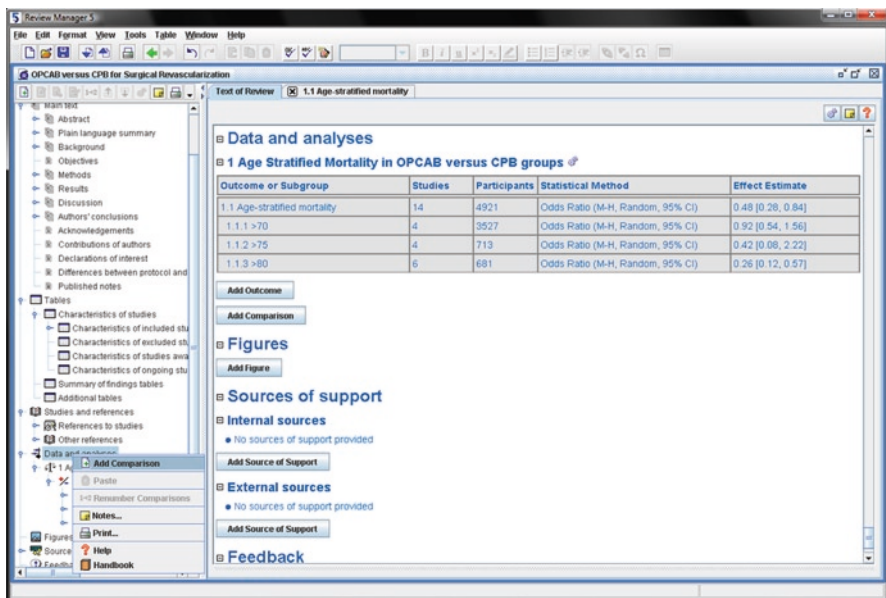 Review Manager 5
File Edit Format View Tools Table Window Help
OPCAB versus CPB for Surgical Revascularization
Text of Review
1.1 Age-stratified mortality
Main text
Abstract
Plain language summary
Background
Objectives
Methods
Results
Discussion
Authors' conclusions
Acknowledgements
Contributions of authors
Declarations of interest
Differences between protocol and
Published notes
Tables
Characteristics of studies
Characteristics of included stu
Characteristics of excluded stu
Characteristics of studies awa
Characteristics of ongoing stu
Summary of findings tables
Additional tables
Studies and references
References to studies
Other references
Data and analyses
1 Ag
Figures
Source
Feedba
Add Comparison
Paste
Renumber Comparisons
Notes...
Print...
Help
Handbook
Data and analyses
1 Age Stratified Mortality in OPCAB versus CPB groups
Outcome or Subgroup Studies Participants Statistical Method Effect Estimate
1.1 Age-stratified mortality 14 4921 Odds Ratio (M-H, Random, 95% CI) 0.48 [0.28, 0.84]
1.1.1 >70 4 3527 Odds Ratio (M-H, Random, 95% CI) 0.92 [0.54, 1.56]
1.1.2 >75 4 713 Odds Ratio (M-H, Random, 95% CI) 0.42 [0.08, 2.22]
1.1.3 >80 6 681 Odds Ratio (M-H, Random, 95% CI) 0.26 [0.12, 0.57]
Add Outcome
Add Comparison
Figures
Add Figure
Sources of support
Internal sources
• No sources of support provided
Add Source of Support
External sources
• No sources of support provided
Add Source of Support
Feedback